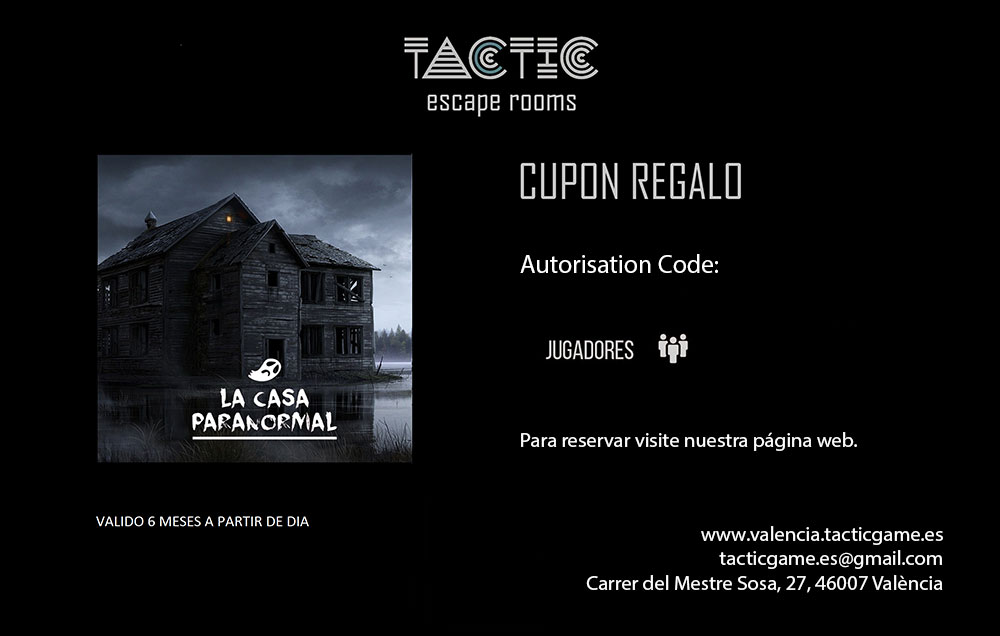 TACTIC
escape rooms
CUPON REGALO
Autorisation Code:
JUGADORES
LA CASA
PARANORMAL
Para reservar visite nuestra página web.
VALIDO 6 MESES A PARTIR DE DIA
www.valencia.tacticgame.es
tacticgame.es@gmail.com
Carrer del Mestre Sosa, 27, 46007 València